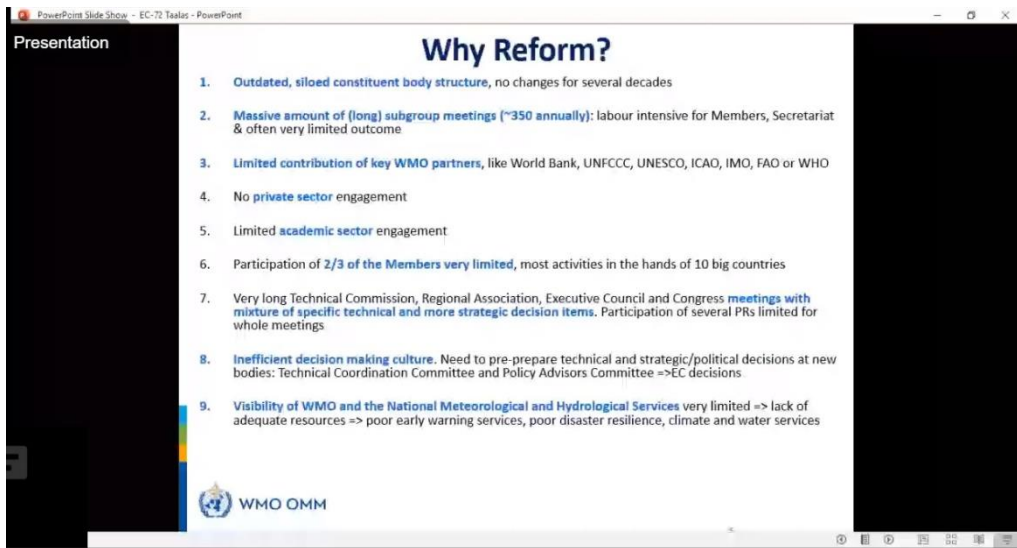 PowerPoint Slide Show - EC-72 Taalas - PowerPoint
Presentation
Why Reform?
1. Outdated, siloed constituent body structure, no changes for several decades
2. Massive amount of (long) subgroup meetings (~350 annually): labour intensive for Members, Secretariat
& often very limited outcome
3. Limited contribution of key WMO partners, like World Bank, UNFCCC, UNESCO, ICAO, IMO, FAO or WHO
4. No private sector engagement
5. Limited academic sector engagement
6. Participation of 2/3 of the Members very limited, most activities in the hands of 10 big countries
7. Very long Technical Commission, Regional Association, Executive Council and Congress meetings with
mixture of specific technical and more strategic decision items. Participation of several PRs limited for
whole meetings
8. Inefficient decision making culture. Need to pre-prepare technical and strategic/political decisions at new
bodies: Technical Coordination Committee and Policy Advisors Committee =>EC decisions
9. Visibility of WMO and the National Meteorological and Hydrological Services very limited => lack of
adequate resources => poor early warning services, poor disaster resilience, climate and water services
WMO OMM